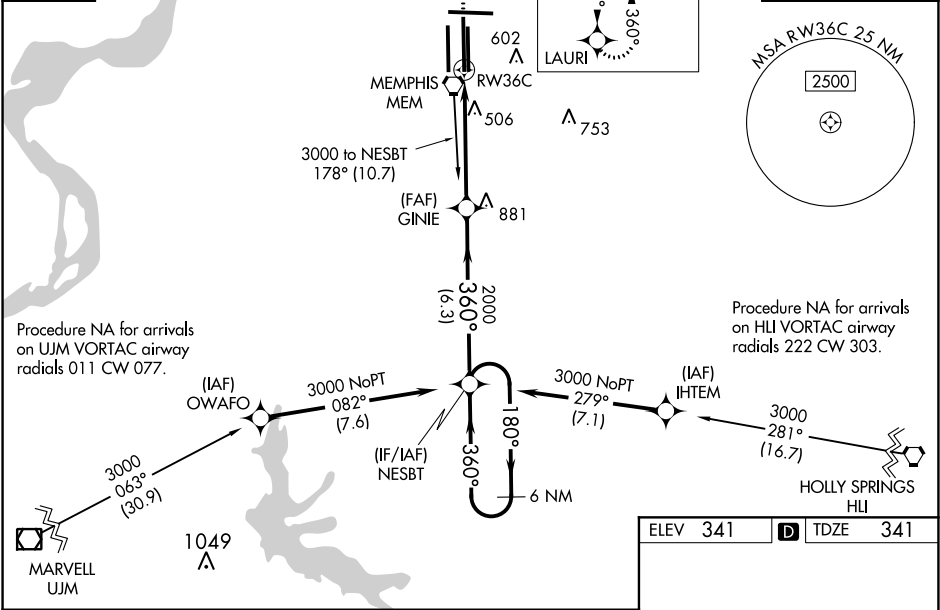 602
360°
LAURI
MSA RW36C 25 NM
2500
MEMPHIS
MEM
RW36C
506
753
3000 to NESBT
178° (10.7)
(FAF)
GINIE
881
2000
360°
(6.3)
Procedure NA for arrivals
on UJM VORTAC airway
radials 011 CW 077.
Procedure NA for arrivals
on HLI VORTAC airway
radials 222 CW 303.
(IAF)
OWAFO
3000 NoPT
082°
(7.6)
3000 NoPT
279°
(7.1)
(IAF)
IHTEM
3000
281°
(16.7)
(IF/IAF)
NESBT
360°
180°
6 NM
HOLLY SPRINGS
HLI
3000
063°
(30.9)
MARVELL
UJM
1049
ELEV 341
D
TDZE 341